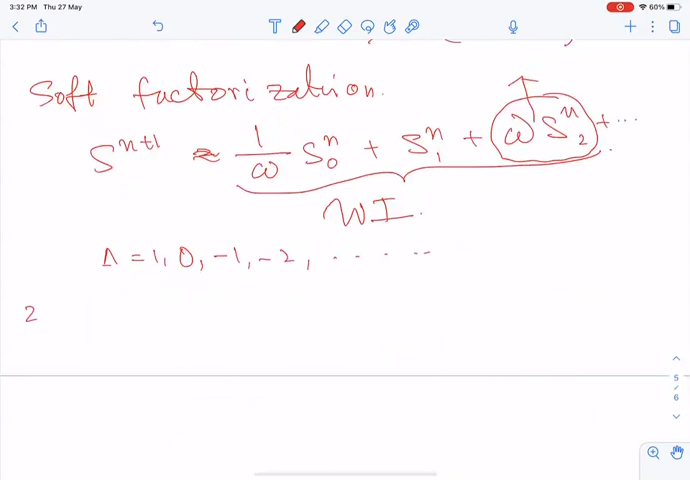 3:32 PM Thu 27 May
60%
T
Soft factorization.
S^{n+1} ≈ 1/ω S_0^n + S_1^n + ω S_2^n + ....
WI.
Δ = 1, 0, -1, -2, ......
2
5
/
6